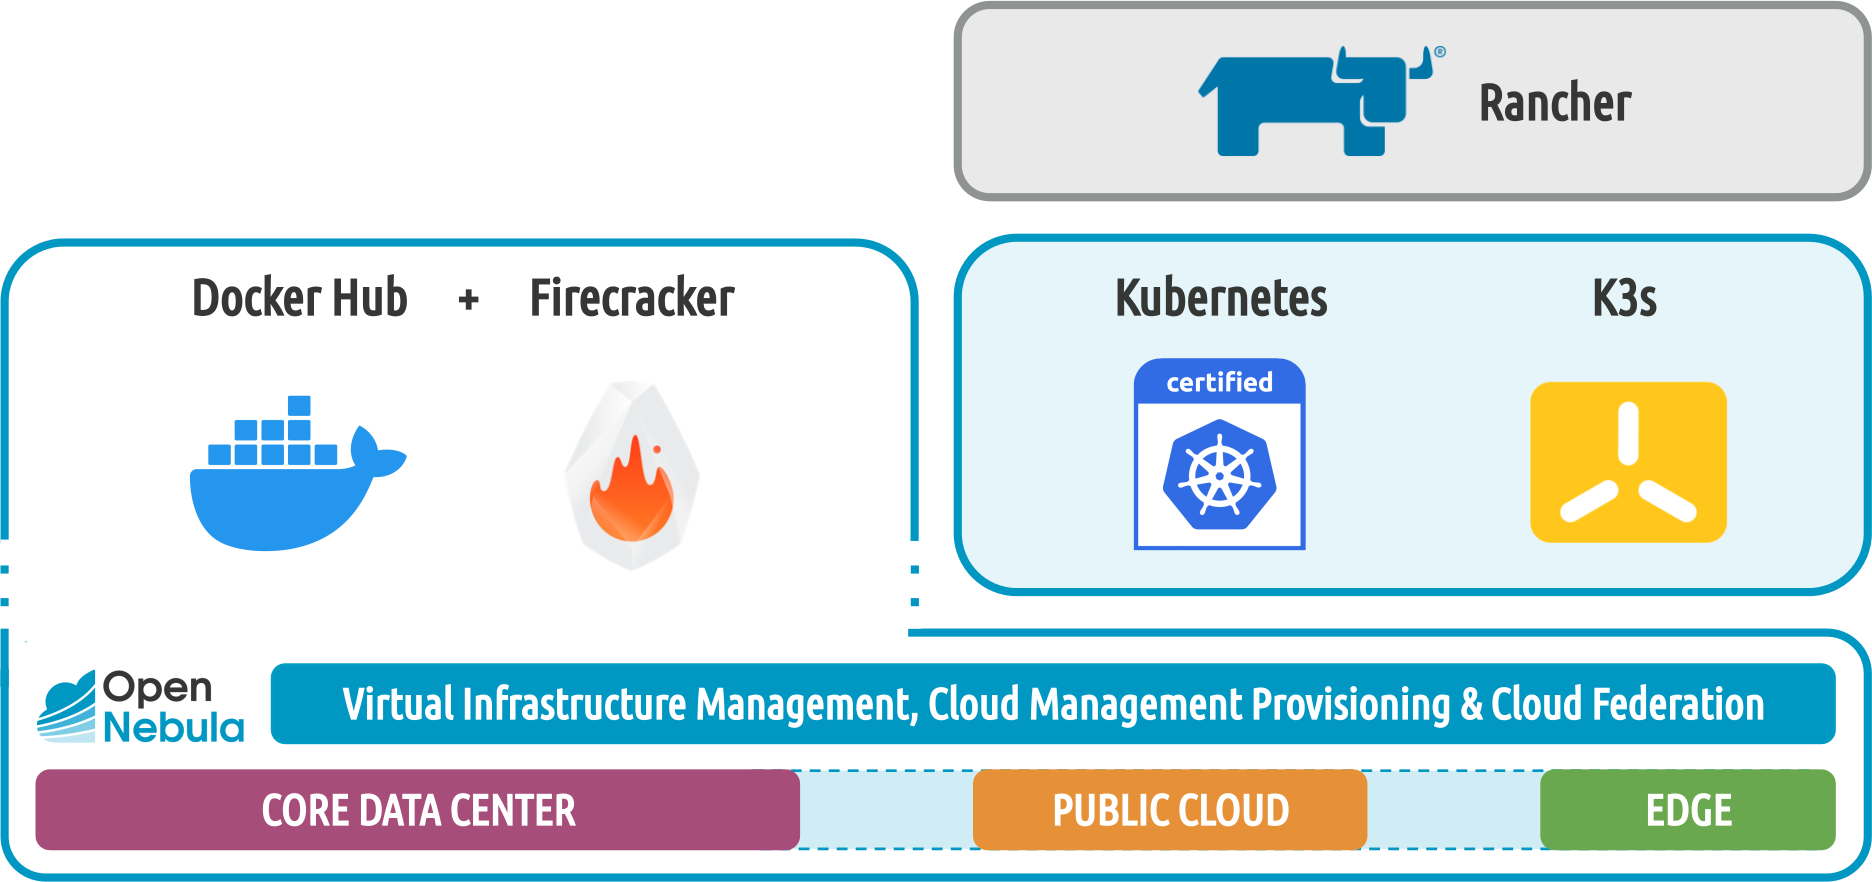 ®
Rancher
Docker Hub + Firecracker
Kubernetes K3s
certified
Open
Nebula
Virtual Infrastructure Management, Cloud Management Provisioning & Cloud Federation
CORE DATA CENTER PUBLIC CLOUD EDGE